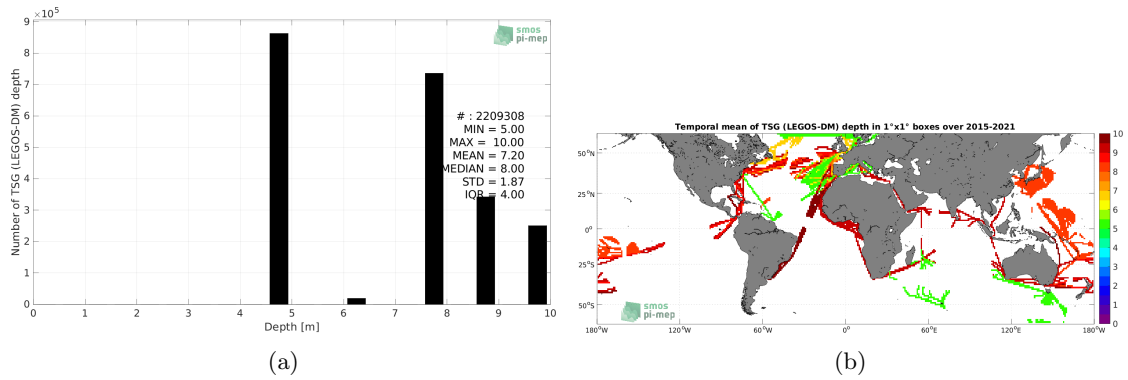 9
×10⁵
8
7
6
5
4
3
2
1
0
Number of TSG (LEGOS-DM) depth
smos
pi-mep
# : 2209308
MIN = 5.00
MAX = 10.00
MEAN = 7.20
MEDIAN = 8.00
STD = 1.87
IQR = 4.00
0 1 2 3 4 5 6 7 8 9 10
Depth [m]
(a)
Temporal mean of TSG (LEGOS-DM) depth in 1°x1° boxes over 2015-2021
50°N
25°N
0°
25°S
50°S
180°W 120°W 60°W 0° 60°E 120°E 180°E
10
9
8
7
6
5
4
3
2
1
0
smos
pi-mep
(b)